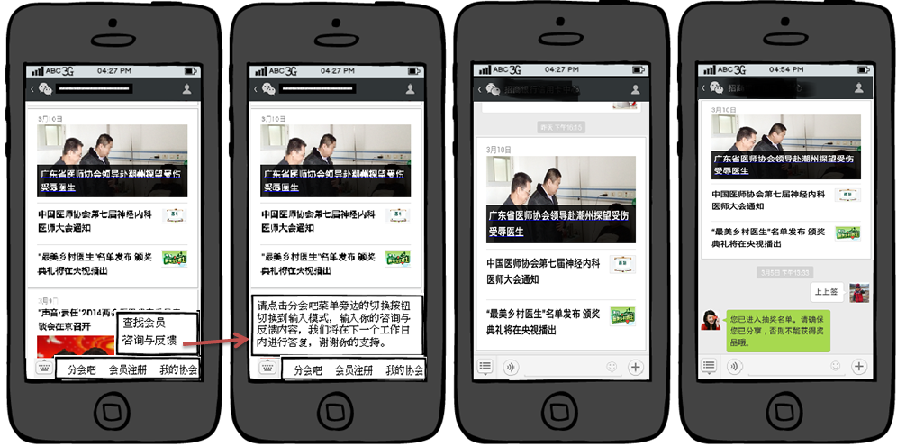 ABC 3G 04:27 PM
3月10日
广东省医师协会领导赴潮州探望受伤
受辱医生
中国医师协会第七届神经内科
医师大会通知
“最美乡村医生”名单发布 颁奖
典礼将在央视播出
3月1日
谈会在京召开
查找会员
咨询与反馈
分会吧 会员注册 我的协会
ABC 3G 04:27 PM
3月10日
广东省医师协会领导赴潮州探望受伤
受辱医生
中国医师协会第七届神经内科
医师大会通知
“最美乡村医生”名单发布 颁奖
典礼将在央视播出
请点击分会吧菜单旁边的切换按钮
切换到输入模式，输入你的咨询与
反馈内容，我们将在下一个工作日
内进行答复，谢谢你的支持。
分会吧 会员注册 我的协会
ABC 3G 04:27 PM
3月10日
广东省医师协会领导赴潮州探望受伤
受辱医生
中国医师协会第七届神经内科
医师大会通知
“最美乡村医生”名单发布 颁奖
典礼将在央视播出
ABC 3G 04:54 PM
3月10日
广东省医师协会领导赴潮州探望受伤
受辱医生
中国医师协会第七届神经内科
医师大会通知
“最美乡村医生”名单发布 颁奖
典礼将在央视播出
上上签
您已进入抽奖名单。请确保
您已分享，否则不能获得奖
品哦。